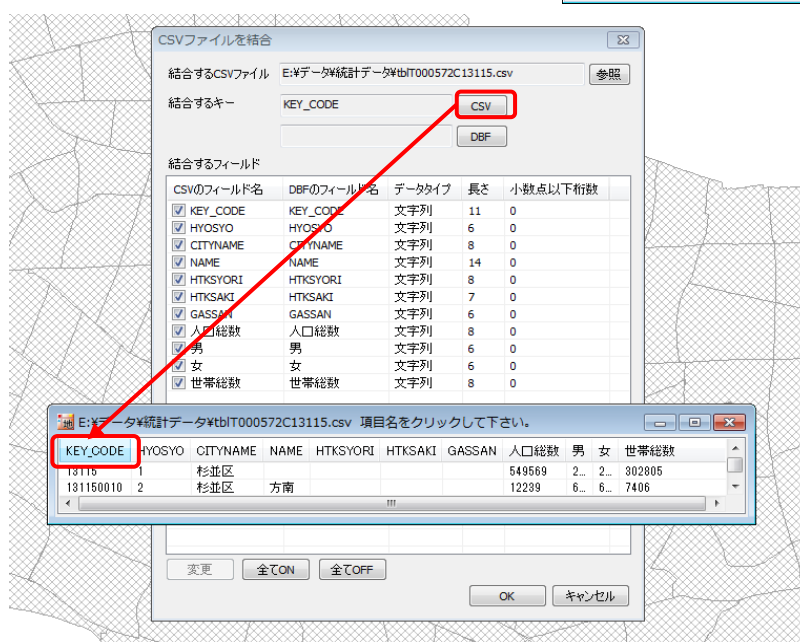 CSVファイルを結合
結合するCSVファイル E:¥データ¥統計データ¥tblT000572C13115.csv 参照
結合するキー KEY_CODE CSV
DBF
結合するフィールド
CSVのフィールド名 DBFのフィールド名 データタイプ 長さ 小数点以下桁数
KEY_CODE KEY_CODE 文字列 11 0
HYOSYO HYOSYO 文字列 6 0
CITYNAME CITYNAME 文字列 8 0
NAME NAME 文字列 14 0
HTKSYORI HTKSYORI 文字列 8 0
HTKSAKI HTKSAKI 文字列 7 0
GASSAN GASSAN 文字列 6 0
人口総数 人口総数 文字列 8 0
男 男 文字列 6 0
女 女 文字列 6 0
世帯総数 世帯総数 文字列 8 0
E:¥データ¥統計データ¥tblT000572C13115.csv 項目名をクリックして下さい。
KEY_CODE HYOSYO CITYNAME NAME HTKSYORI HTKSAKI GASSAN 人口総数 男 女 世帯総数
13115 1 杉並区 549569 2... 2... 302805
131150010 2 杉並区 方南 12239 6... 6... 7406
変更 全てON 全てOFF
OK キャンセル